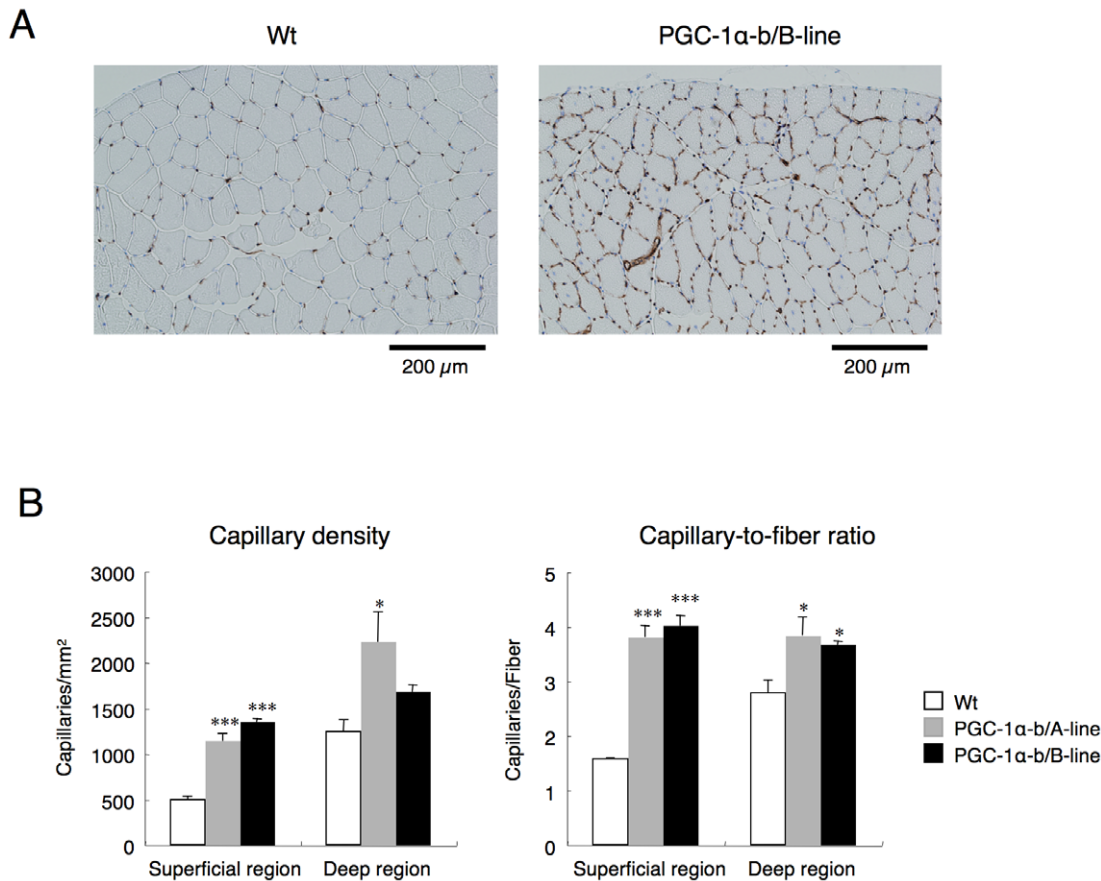 A
Wt
PGC-1α-b/B-line
200 µm
200 µm
B
Capillary density
Capillaries/mm²
3000
2500
2000
1500
1000
500
0
***
***
*
Superficial region
Deep region
Capillary-to-fiber ratio
Capillaries/Fiber
5
4
3
2
1
0
***
***
*
*
Superficial region
Deep region
Wt
PGC-1α-b/A-line
PGC-1α-b/B-line